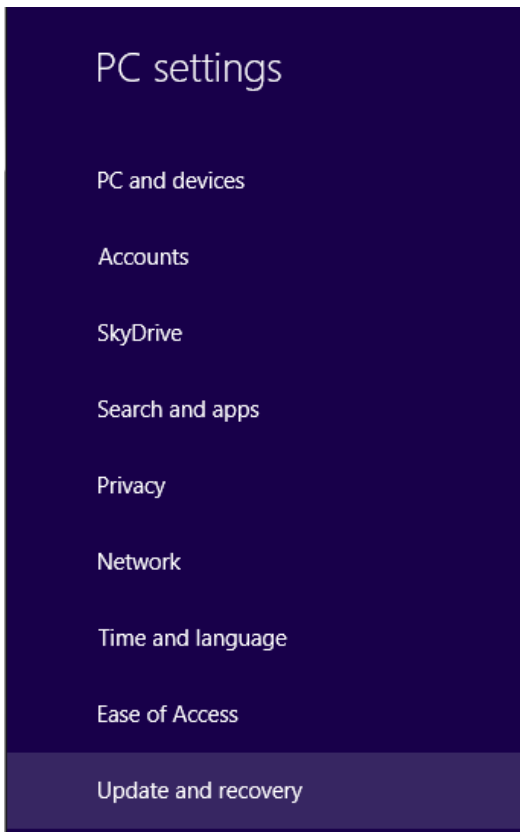 PC settings
PC and devices
Accounts
SkyDrive
Search and apps
Privacy
Network
Time and language
Ease of Access
Update and recovery